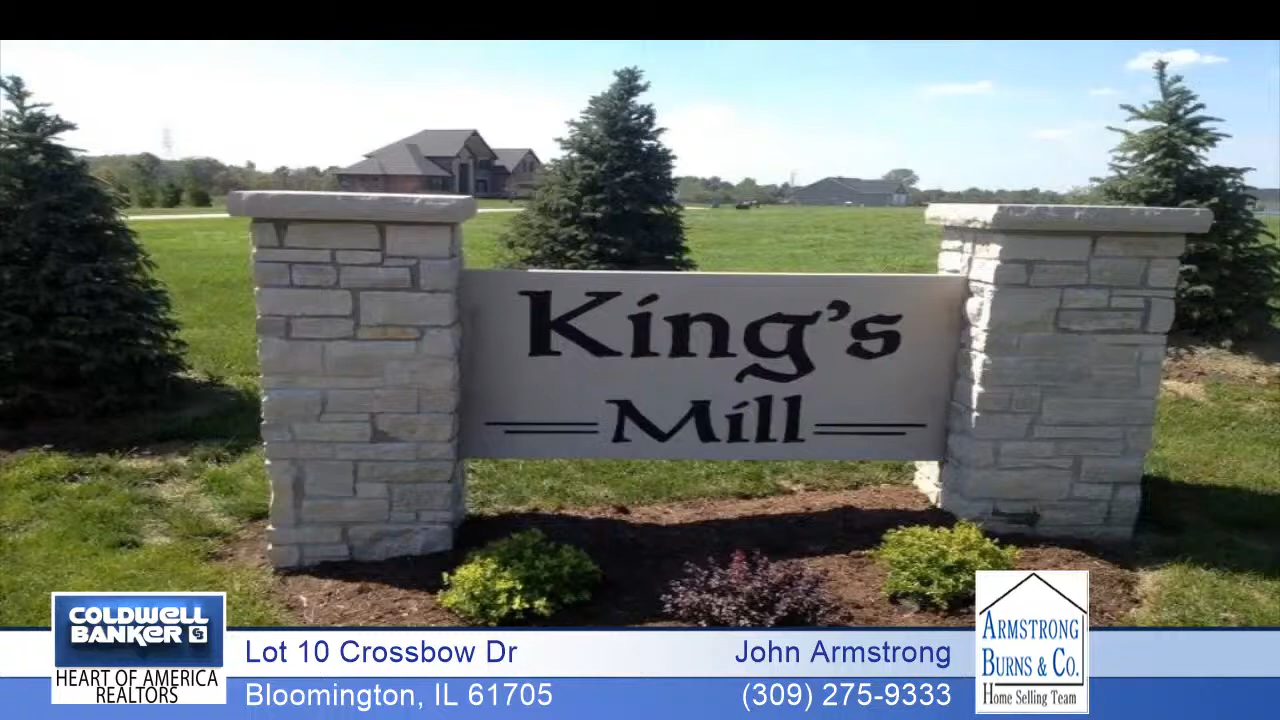 King's
Mill
COLDWELL
BANKER
HEART OF AMERICA
REALTORS
Lot 10 Crossbow Dr
Bloomington, IL 61705
John Armstrong
(309) 275-9333
ARMSTRONG
BURNS & CO.
Home Selling Team